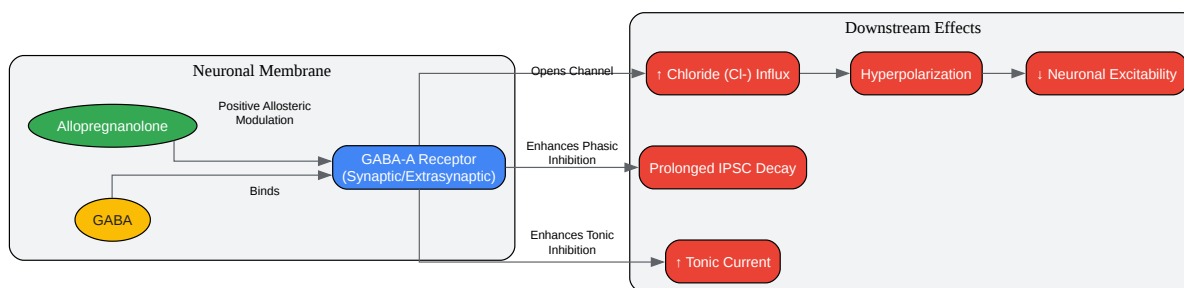 Downstream Effects
Neuronal Membrane
Opens Channel
↑ Chloride (Cl-) Influx
Hyperpolarization
↓ Neuronal Excitability
Positive Allosteric
Modulation
Allopregnanolone
Enhances Phasic
Inhibition
GABA-A Receptor
(Synaptic/Extrasynaptic)
Prolonged IPSC Decay
Binds
GABA
Enhances Tonic
Inhibition
↑ Tonic Current